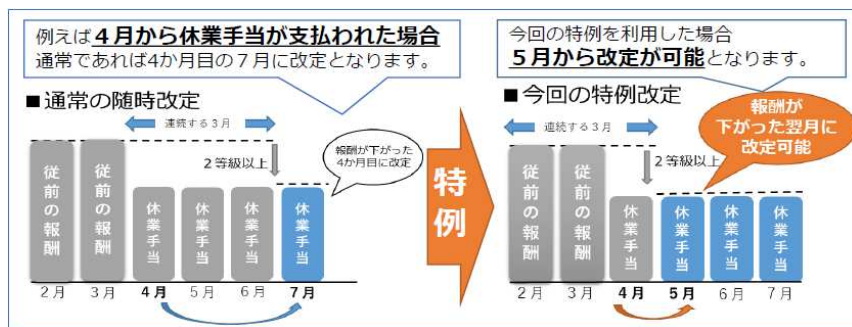 例えば４月から休業手当が支払われた場合
通常であれば4か月目の７月に改定となります。
■通常の随時改定
連続する３月
２等級以上
報酬が下がった
4か月目に改定
従前の報酬
従前の報酬
休業手当
休業手当
休業手当
休業手当
２月
３月
４月
５月
６月
７月
特例
今回の特例を利用した場合
５月から改定が可能となります。
■今回の特例改定
連続する３月
２等級以上
報酬が
下がった翌月に
改定可能
従前の報酬
従前の報酬
休業手当
休業手当
休業手当
休業手当
２月
３月
４月
５月
６月
７月